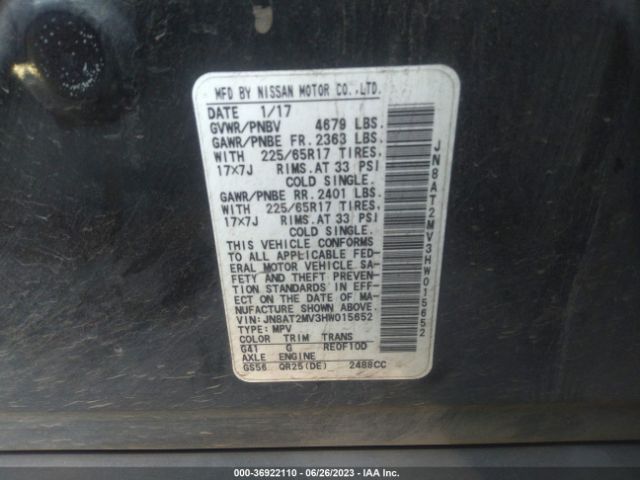 MFD BY NISSAN MOTOR CO.,LTD.
DATE 1/17
GVWR/PNBV 4679 LBS.
GAWR/PNBE FR. 2363 LBS.
WITH 225/65R17 TIRES,
17×7J RIMS.AT 33 PSI
COLD SINGLE.
GAWR/PNBE RR. 2401 LBS.
WITH 225/65R17 TIRES,
17×7J RIMS.AT 33 PSI
COLD SINGLE.
THIS VEHICLE CONFORMS
TO ALL APPLICABLE FED-
ERAL MOTOR VEHICLE SA-
FETY AND THEFT PREVEN-
TION STANDARDS IN EFF-
ECT ON THE DATE OF MA-
NUFACTURE SHOWN ABOVE.
VIN:JN8AT2MV3HW015652
TYPE:MPV
COLOR TRIM TRANS
G41 G RE0F10D
AXLE ENGINE
GS56 QR25(DE) 2488CC
JN8AT2MV3HW015652
000-36922110 - 06/26/2023 - IAA Inc.